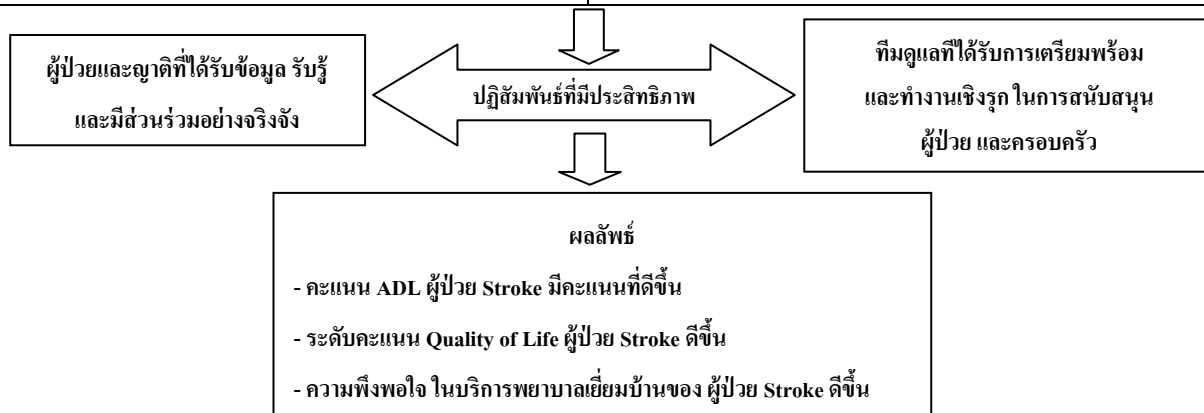 ผู้ป่วยและญาติที่ได้รับข้อมูล รับรู้
และมีส่วนร่วมอย่างจริงจัง
ปฏิสัมพันธ์ที่มีประสิทธิภาพ
ทีมดูแลที่ได้รับการเตรียมพร้อม
และทำงานเชิงรุก ในการสนับสนุน
ผู้ป่วย และครอบครัว
ผลลัพธ์
- คะแนน ADL ผู้ป่วย Stroke มีคะแนนที่ดีขึ้น
- ระดับคะแนน Quality of Life ผู้ป่วย Stroke ดีขึ้น
- ความพึงพอใจ ในบริการพยาบาลเยี่ยมบ้านของ ผู้ป่วย Stroke ดีขึ้น